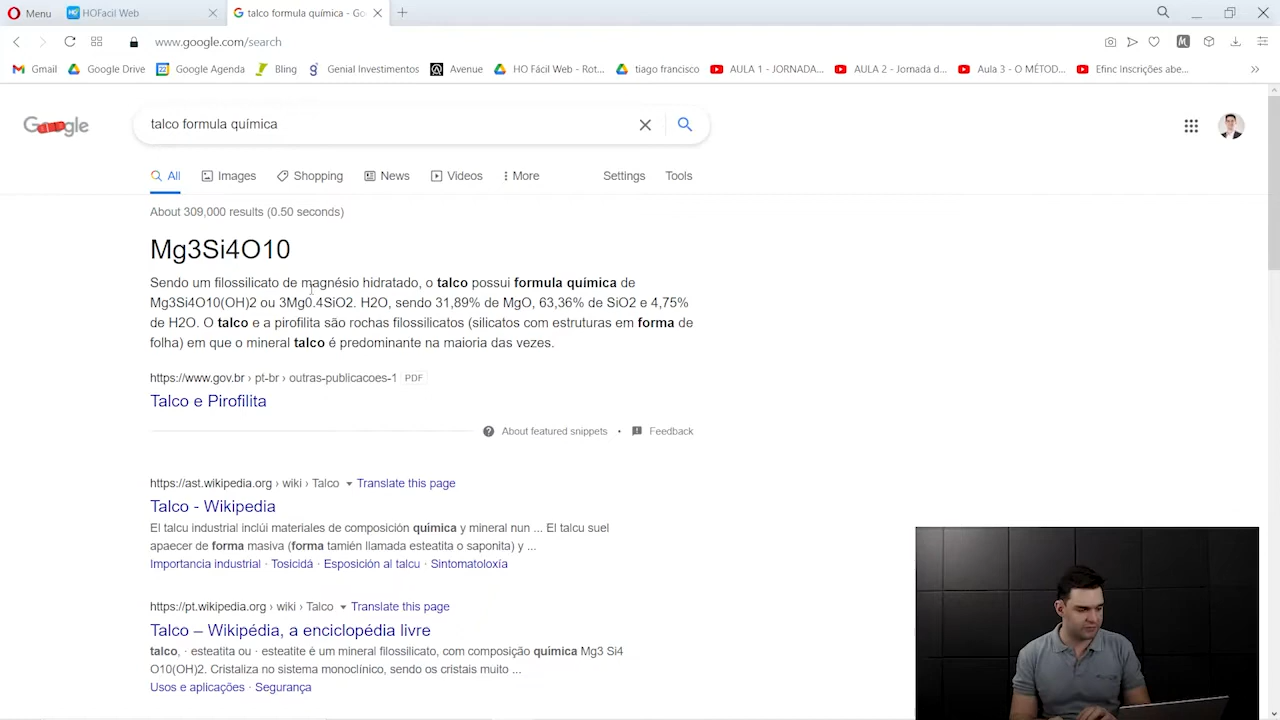 Menu
HOFacil Web
talco formula química - Go
www.google.com/search
Gmail
Google Drive
Google Agenda
Bling
Genial Investimentos
Avenue
HO Fácil Web - Rot...
tiago francisco
AULA 1 - JORNADA...
AULA 2 - Jornada d...
Aula 3 - O MÉTOD...
Efinc Inscrições abe...
Google
talco formula química
All
Images
Shopping
News
Videos
More
Settings
Tools
About 309,000 results (0.50 seconds)
Mg3Si4O10
Sendo um filossilicato de magnésio hidratado, o talco possui formula química de
Mg3Si4O10(OH)2 ou 3Mg0.4SiO2. H2O, sendo 31,89% de MgO, 63,36% de SiO2 e 4,75%
de H2O. O talco e a pirofilita são rochas filossilicatos (silicatos com estruturas em forma de
folha) em que o mineral talco é predominante na maioria das vezes.
https://www.gov.br › pt-br › outras-publicacoes-1 PDF
Talco e Pirofilita
About featured snippets • Feedback
https://ast.wikipedia.org › wiki › Talco Translate this page
Talco - Wikipedia
El talcu industrial inclúi materiales de composición química y mineral nun ... El talcu suel
apaecer de forma masiva (forma tamién llamada esteatita o saponita) y ...
Importancia industrial · Tosicidá · Esposición al talcu · Sintomatoloxía
https://pt.wikipedia.org › wiki › Talco Translate this page
Talco – Wikipédia, a enciclopédia livre
talco, · esteatita ou · esteatite é um mineral filossilicato, com composição química Mg3 Si4
O10(OH)2. Cristaliza no sistema monoclínico, sendo os cristais muito ...
Usos e aplicações · Segurança